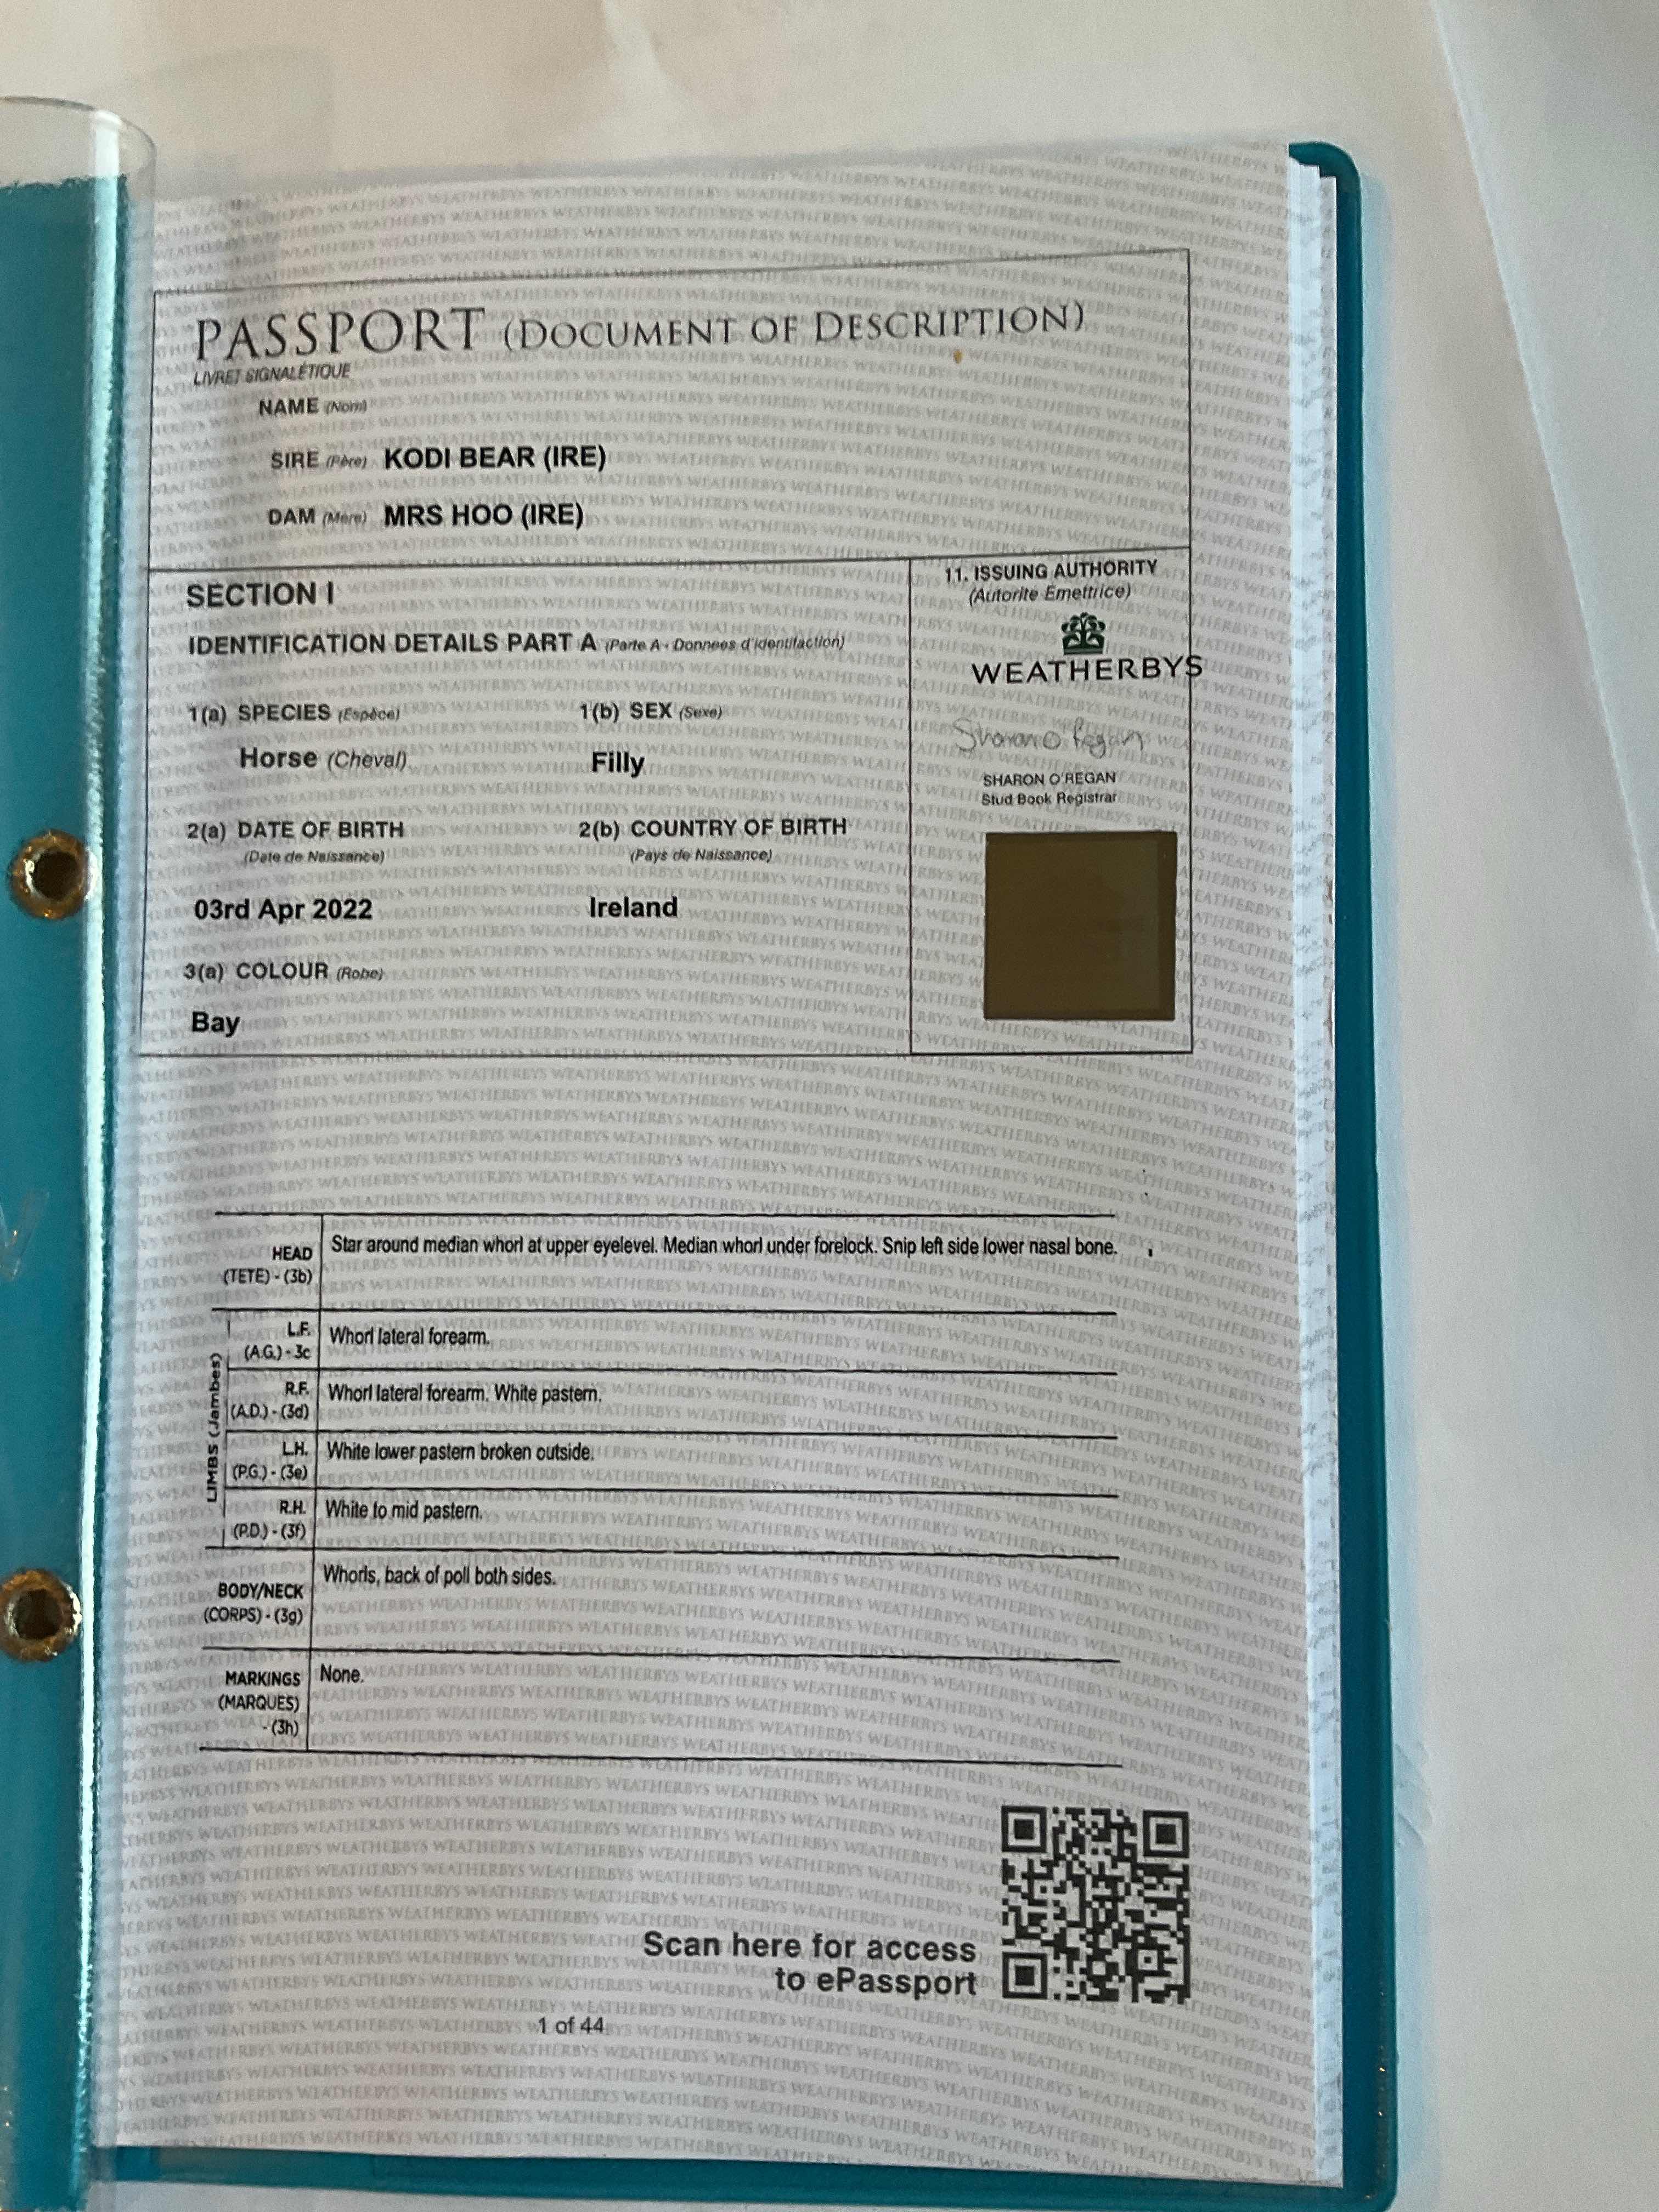 PASSPORT (DOCUMENT OF DESCRIPTION)
LIVRET SIGNALÉTIQUE
NAME (Nom)
SIRE (Père) KODI BEAR (IRE)
DAM (Mère) MRS HOO (IRE)
SECTION I
IDENTIFICATION DETAILS PART A (Parte A - Donnees d'identifaction)
1(a) SPECIES (Espèce) 1(b) SEX (Sexe)
Horse (Cheval) Filly
2(a) DATE OF BIRTH 2(b) COUNTRY OF BIRTH
(Date de Naissance) (Pays de Naissance)
03rd Apr 2022 Ireland
3(a) COLOUR (Robe)
Bay
11. ISSUING AUTHORITY
(Autorite Emettrice)
WEATHERBYS
Sharon O'Regan
SHARON O'REGAN
Stud Book Registrar
HEAD Star around median whorl at upper eyelevel. Median whorl under forelock. Snip left side lower nasal bone.
(TETE) - (3b)
LIMBS (Jambes)
L.F. Whorl lateral forearm.
(A.G.) - 3c
R.F. Whorl lateral forearm. White pastern.
(A.D.) - (3d)
L.H. White lower pastern broken outside.
(P.G.) - (3e)
R.H. White to mid pastern.
(P.D.) - (3f)
Whorls, back of poll both sides.
BODY/NECK
(CORPS) - (3g)
MARKINGS None.
(MARQUES)
- (3h)
Scan here for access
to ePassport
1 of 44